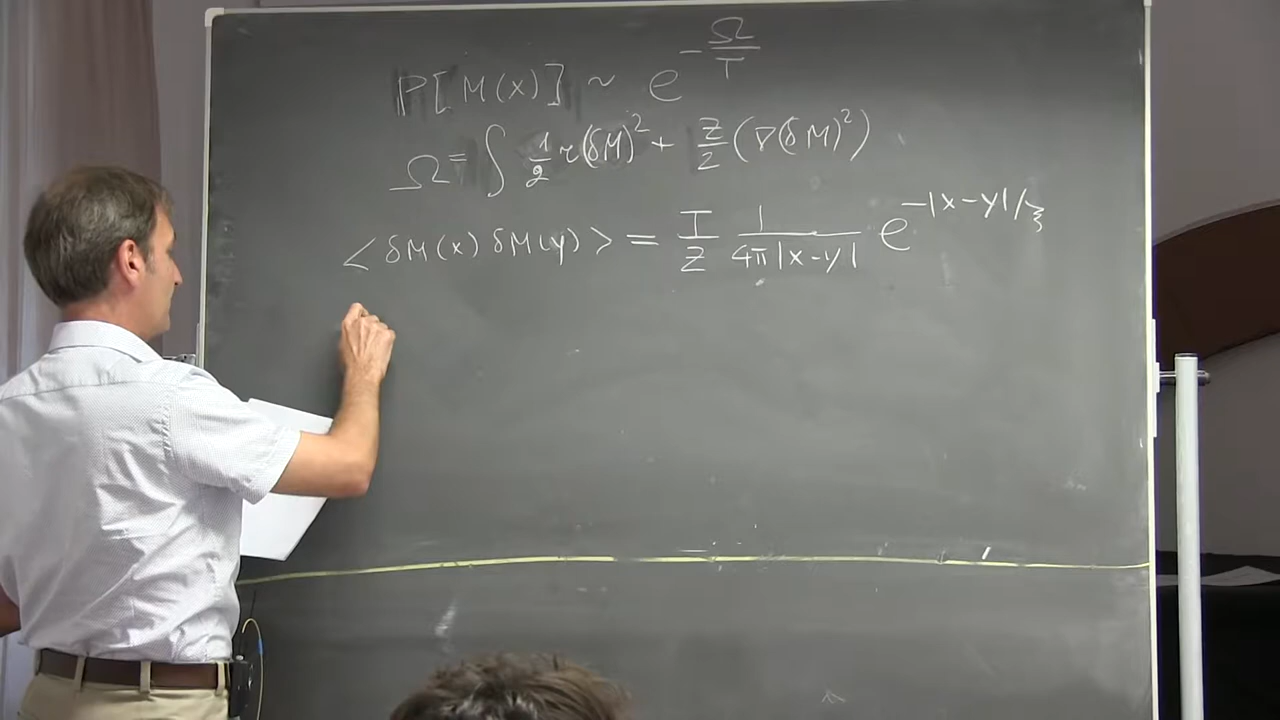 P[M(x)] ~ e^{-Ω/T}
Ω = ∫ 1/2 r(δM)² + Z/2 (∇(δM)²)
<δM(x) δM(y)> = T/Z 1/(4π|x-y|) e^{-|x-y|/ξ}